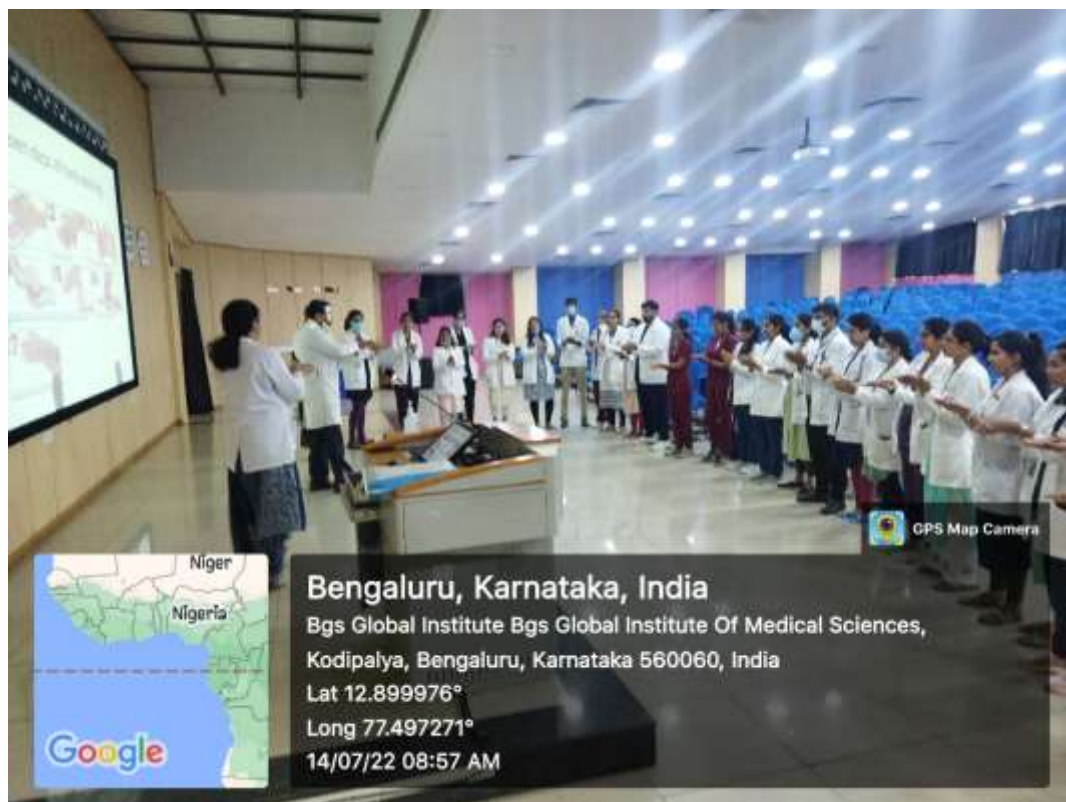 GPS Map Camera
Niger
Nigeria
Google
Bengaluru, Karnataka, India
Bgs Global Institute Bgs Global Institute Of Medical Sciences,
Kodipalya, Bengaluru, Karnataka 560060, India
Lat 12.899976°
Long 77.497271°
14/07/22 08:57 AM